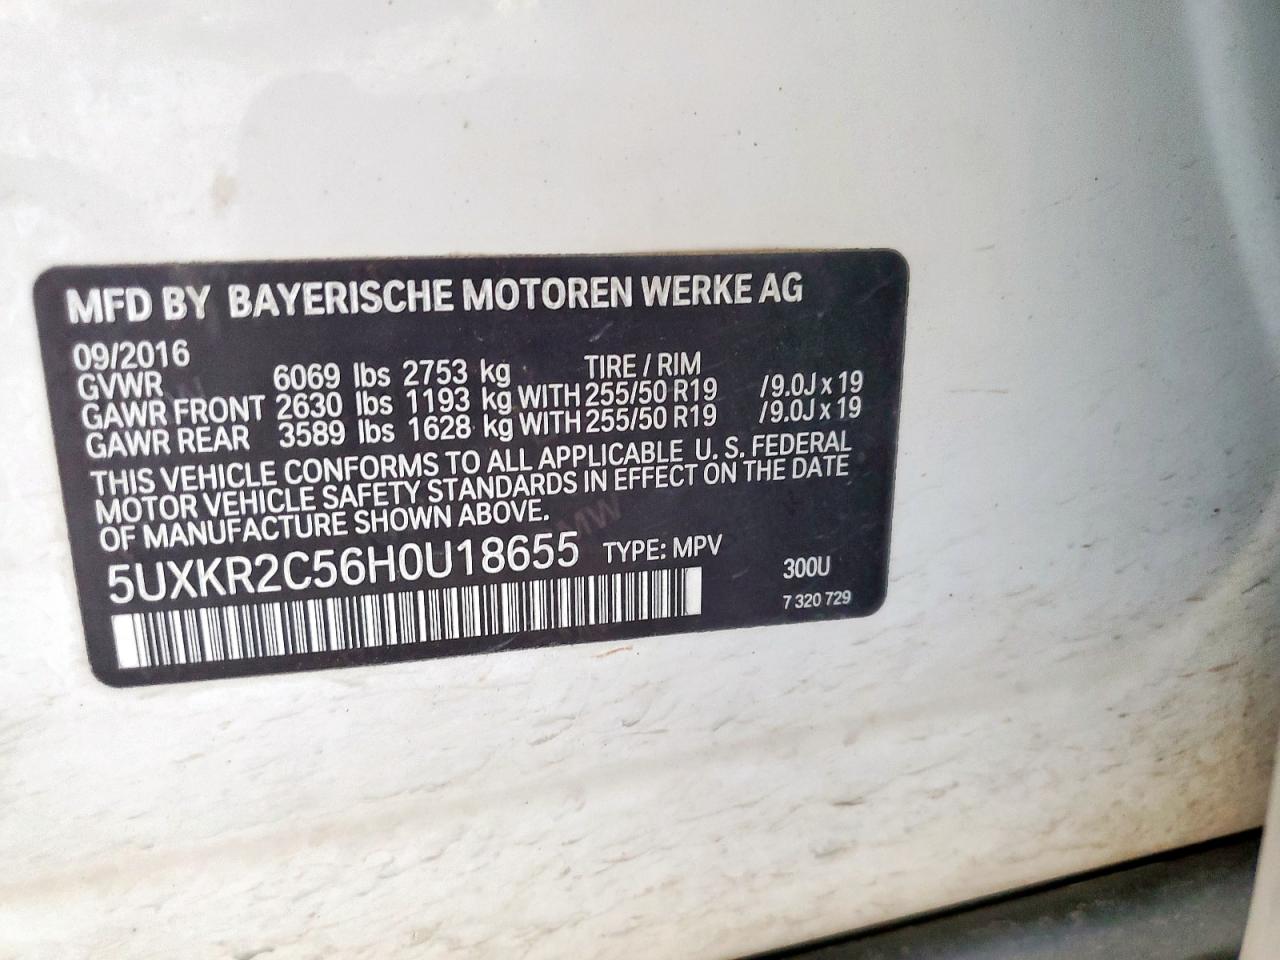 MFD BY BAYERISCHE MOTOREN WERKE AG
09/2016
TIRE / RIM
GVWR 6069 lbs 2753 kg
GAWR FRONT 2630 lbs 1193 kg WITH 255/50 R19 /9.0J x 19
GAWR REAR 3589 lbs 1628 kg WITH 255/50 R19 /9.0J x 19
THIS VEHICLE CONFORMS TO ALL APPLICABLE U. S. FEDERAL
MOTOR VEHICLE SAFETY STANDARDS IN EFFECT ON THE DATE
OF MANUFACTURE SHOWN ABOVE.
5UXKR2C56H0U18655 TYPE: MPV
300U
7 320 729